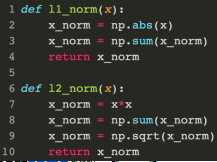 1 def l1_norm(x):
2     x_norm = np.abs(x)
3     x_norm = np.sum(x_norm)
4     return x_norm
5
6 def l2_norm(x):
7     x_norm = x*x
8     x_norm = np.sum(x_norm)
9     x_norm = np.sqrt(x_norm)
10     return x_norm